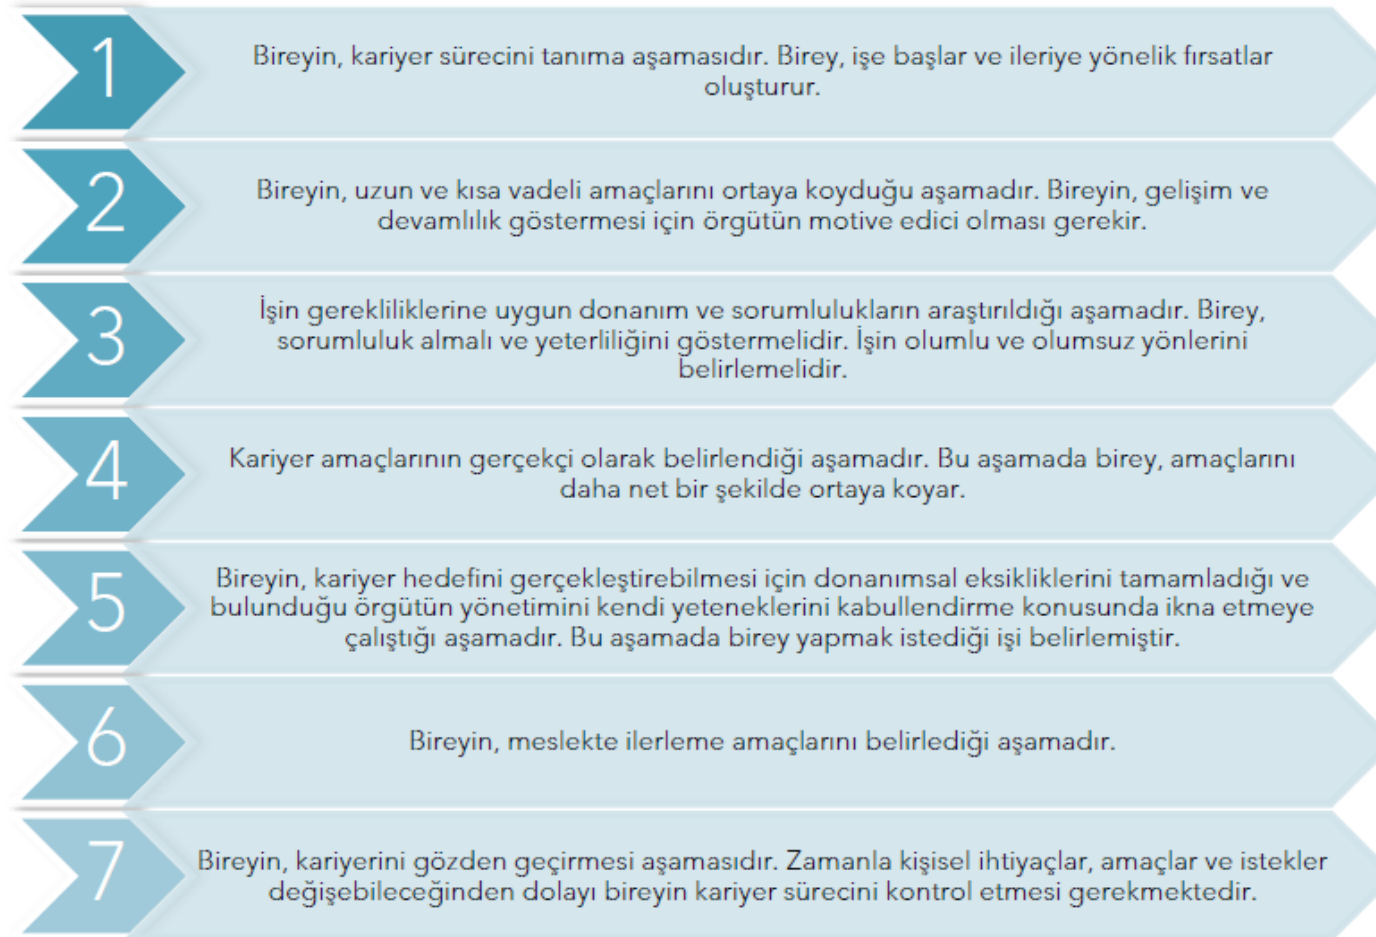 1
Bireyin, kariyer sürecini tanıma aşamasıdır. Birey, işe başlar ve ileriye yönelik fırsatlar
oluşturur.
2
Bireyin, uzun ve kısa vadeli amaçlarını ortaya koyduğu aşamadır. Bireyin, gelişim ve
devamlılık göstermesi için örgütün motive edici olması gerekir.
3
İşin gerekliliklerine uygun donanım ve sorumlulukların araştırıldığı aşamadır. Birey,
sorumluluk almalı ve yeterliliğini göstermelidir. İşin olumlu ve olumsuz yönlerini
belirlemelidir.
4
Kariyer amaçlarının gerçekçi olarak belirlendiği aşamadır. Bu aşamada birey, amaçlarını
daha net bir şekilde ortaya koyar.
5
Bireyin, kariyer hedefini gerçekleştirebilmesi için donanımsal eksikliklerini tamamladığı ve
bulunduğu örgütün yönetimini kendi yeteneklerini kabullendirme konusunda ikna etmeye
çalıştığı aşamadır. Bu aşamada birey yapmak istediği işi belirlemiştir.
6
Bireyin, meslekte ilerleme amaçlarını belirlediği aşamadır.
7
Bireyin, kariyerini gözden geçirmesi aşamasıdır. Zamanla kişisel ihtiyaçlar, amaçlar ve istekler
değişebileceğinden dolayı bireyin kariyer sürecini kontrol etmesi gerekmektedir.